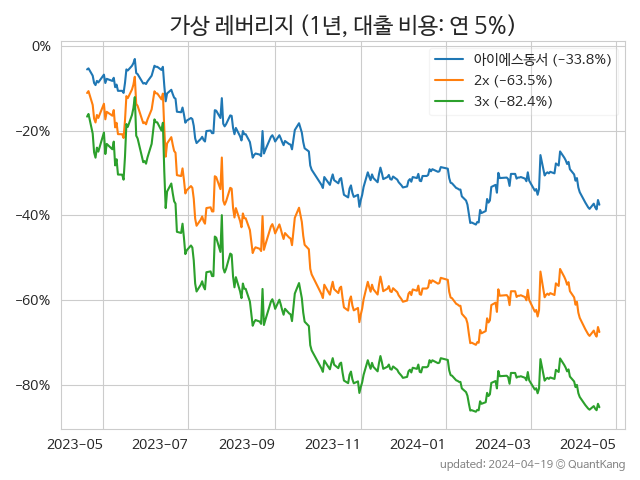 가상 레버리지 (1년, 대출 비용: 연 5%)
아이에스동서 (−33.8%)
2x (−63.5%)
3x (−82.4%)
0%
−20%
−40%
−60%
−80%
2023-05 2023-07 2023-09 2023-11 2024-01 2024-03 2024-05
updated: 2024-04-19 © QuantKang